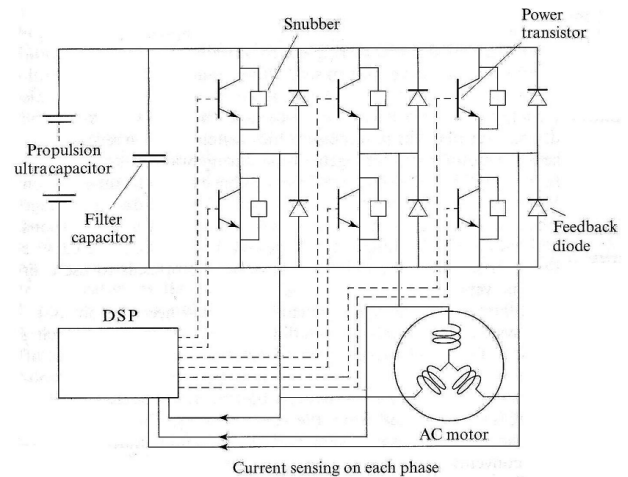 Snubber
Power
transistor
Propulsion
ultracapacitor
Filter
capacitor
Feedback
diode
DSP
AC motor
Current sensing on each phase